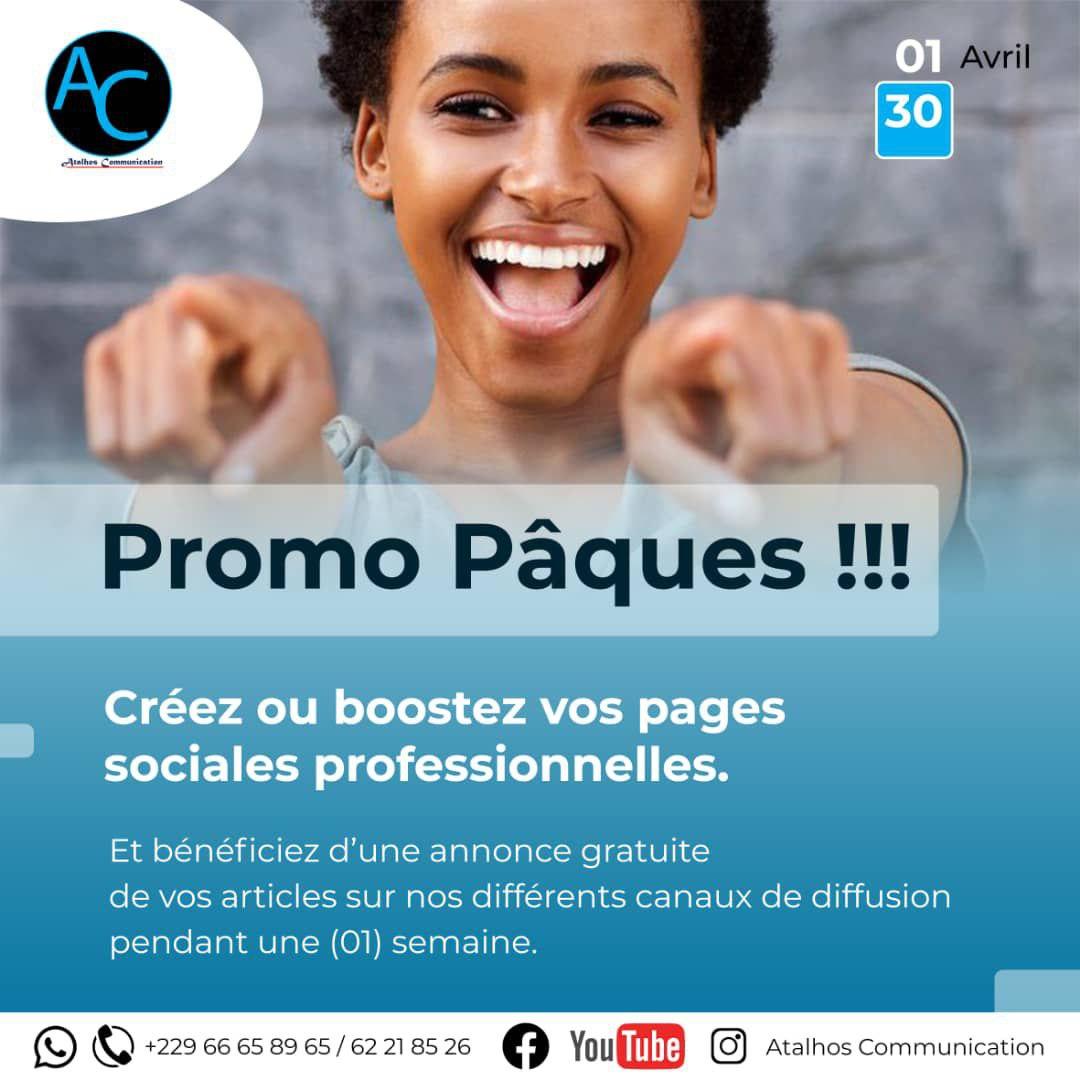 AC
Atalhos Communication
01 Avril
30
Promo Pâques !!!
Créez ou boostez vos pages
sociales professionnelles.
Et bénéficiez d’une annonce gratuite
de vos articles sur nos différents canaux de diffusion
pendant une (01) semaine.
+229 66 65 89 65 / 62 21 85 26 YouTube Atalhos Communication